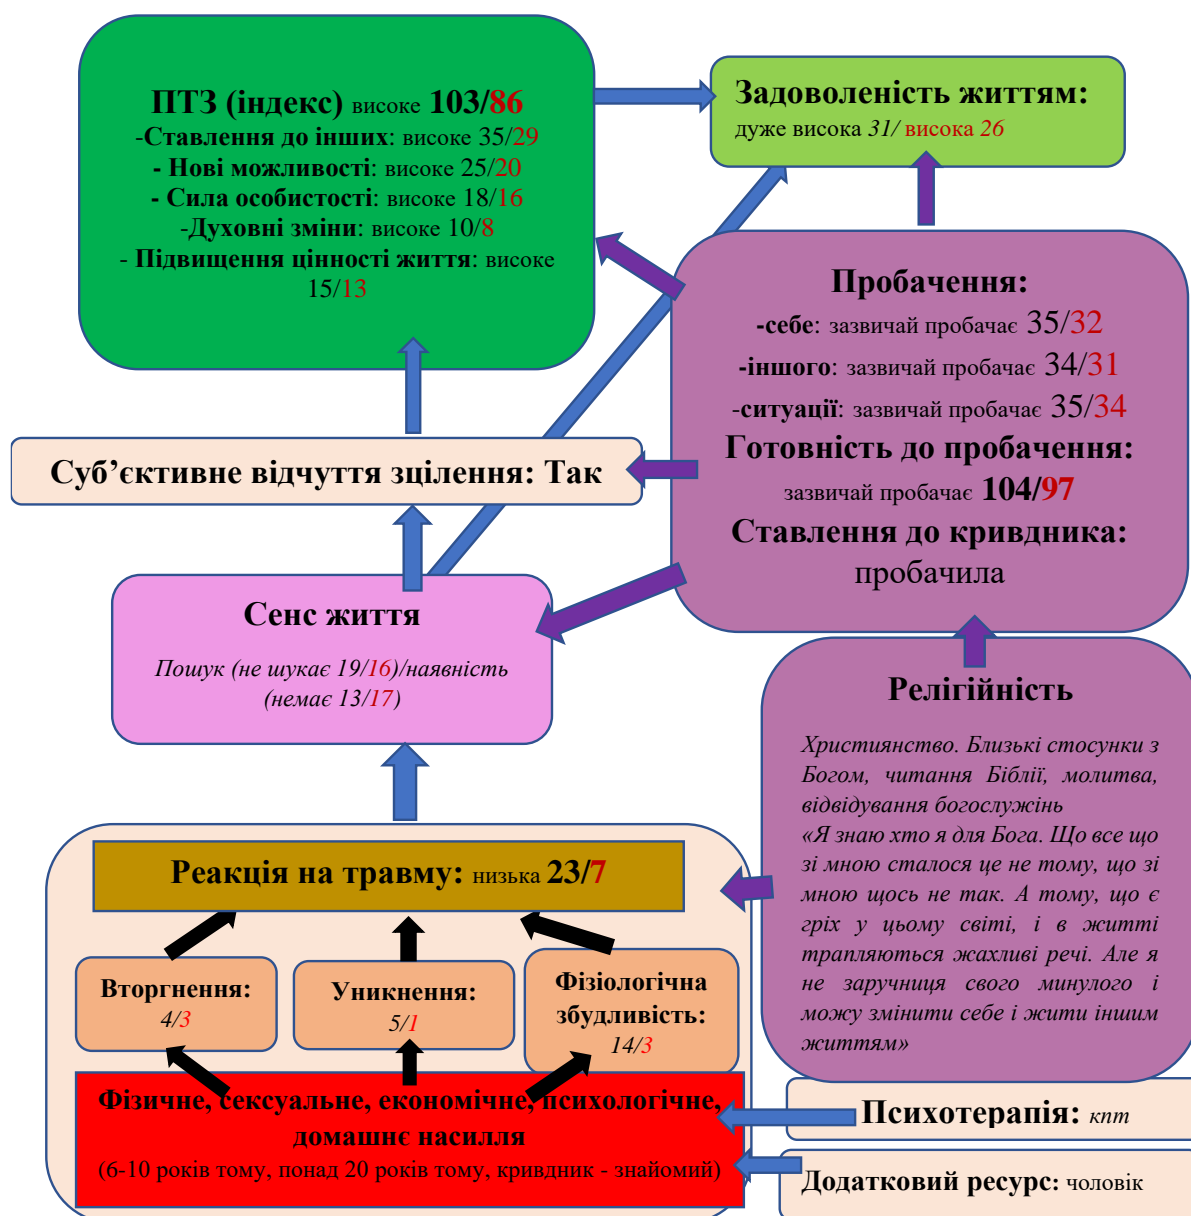 ПТЗ (індекс) високе 103/86
-Ставлення до інших: високе 35/29
- Нові можливості: високе 25/20
- Сила особистості: високе 18/16
-Духовні зміни: високе 10/8
- Підвищення цінності життя: високе
15/13
Задоволеність життям:
дуже висока 31/ висока 26
Пробачення:
-себе: зазвичай пробачає 35/32
-іншого: зазвичай пробачає 34/31
-ситуації: зазвичай пробачає 35/34
Готовність до пробачення:
зазвичай пробачає 104/97
Ставлення до кривдника:
пробачила
Суб’єктивне відчуття зцілення: Так
Сенс життя
Пошук (не шукає 19/16)/наявність
(немає 13/17)
Релігійність
Християнство. Близькі стосунки з
Богом, читання Біблії, молитва,
відвідування богослужінь
«Я знаю хто я для Бога. Що все що
зі мною сталося це не тому, що зі
мною щось не так. А тому, що є
гріх у цьому світі, і в житті
трапляються жахливі речі. Але я
не заручниця свого минулого і
можу змінити себе і жити іншим
життям»
Реакція на травму: низька 23/7
Вторгнення:
4/3
Уникнення:
5/1
Фізіологічна
збудливість:
14/3
Фізичне, сексуальне, економічне, психологічне,
домашнє насилля
(6-10 років тому, понад 20 років тому, кривдник - знайомий)
Психотерапія: кпт
Додатковий ресурс: чоловік